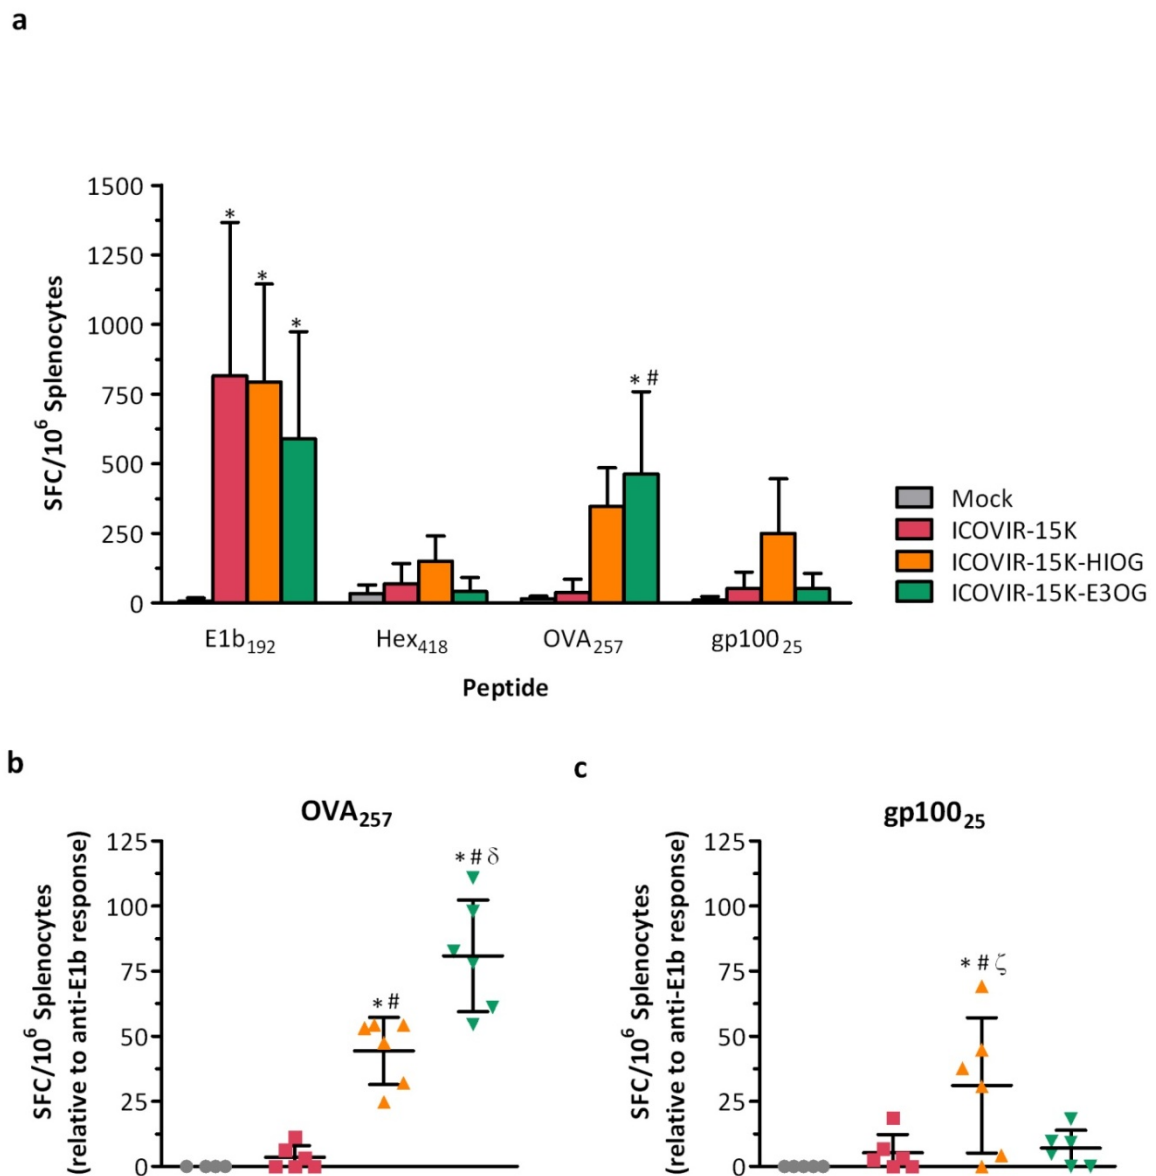 a
SFC/10⁶ Splenocytes
1500
1250
1000
750
500
250
0
*
*
*
* #
E1b₁₉₂
Hex₄₁₈
OVA₂₅₇
gp100₂₅
Peptide
Mock
ICOVIR-15K
ICOVIR-15K-HIOG
ICOVIR-15K-E3OG
b
OVA₂₅₇
SFC/10⁶ Splenocytes
(relative to anti-E1b response)
125
100
75
50
25
0
* #
* # δ
c
gp100₂₅
SFC/10⁶ Splenocytes
(relative to anti-E1b response)
125
100
75
50
25
0
* # ζ